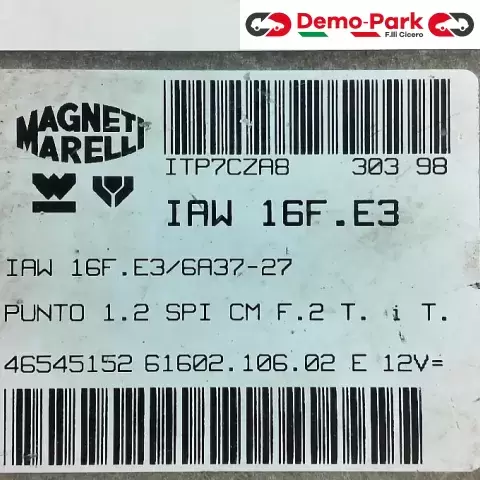 Demo-Park
F.lli Cicero
MAGNETI
MARELLI
ITP7CZA8 303 98
IAW 16F.E3
IAW 16F.E3/6A37-27
PUNTO 1.2 SPI CM F.2 T. i T.
46545152 61602.106.02 E 12V=